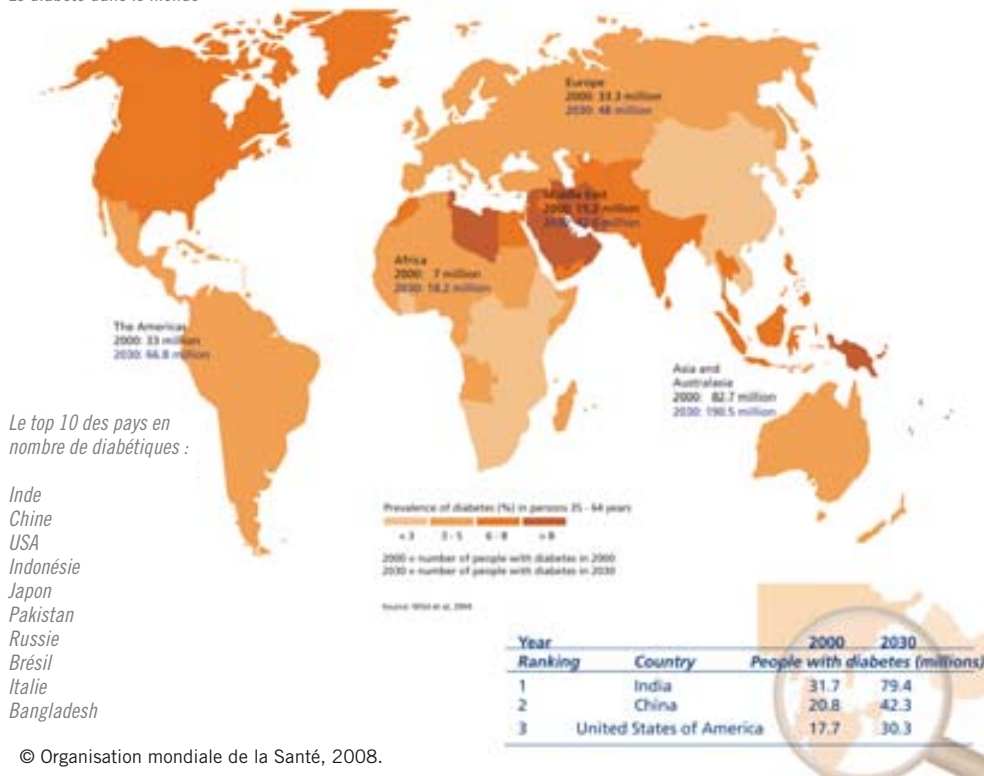 Europe
2000: 33.3 million
2030: 48 million
Middle East
2000: 15.2 million
2030: million
Africa
2000: 7 million
2030: 18.2 million
The Americas
2000: 33 million
2030: 66.8 million
Asia and
Australasia
2000: 82.7 million
2030: 190.5 million
Le top 10 des pays en
nombre de diabétiques :
Inde
Chine
USA
Indonésie
Japon
Pakistan
Russie
Brésil
Italie
Bangladesh
Prevalence of diabetes (%) in persons 35 - 64 years
< 3 3 - 5 6 - 8 > 8
2000 = number of people with diabetes in 2000
2030 = number of people with diabetes in 2030
Source: et al, 2004
Year 2000 2030
Ranking Country People with diabetes (millions)
1 India 31.7 79.4
2 China 20.8 42.3
3 United States of America 17.7 30.3
© Organisation mondiale de la Santé, 2008.